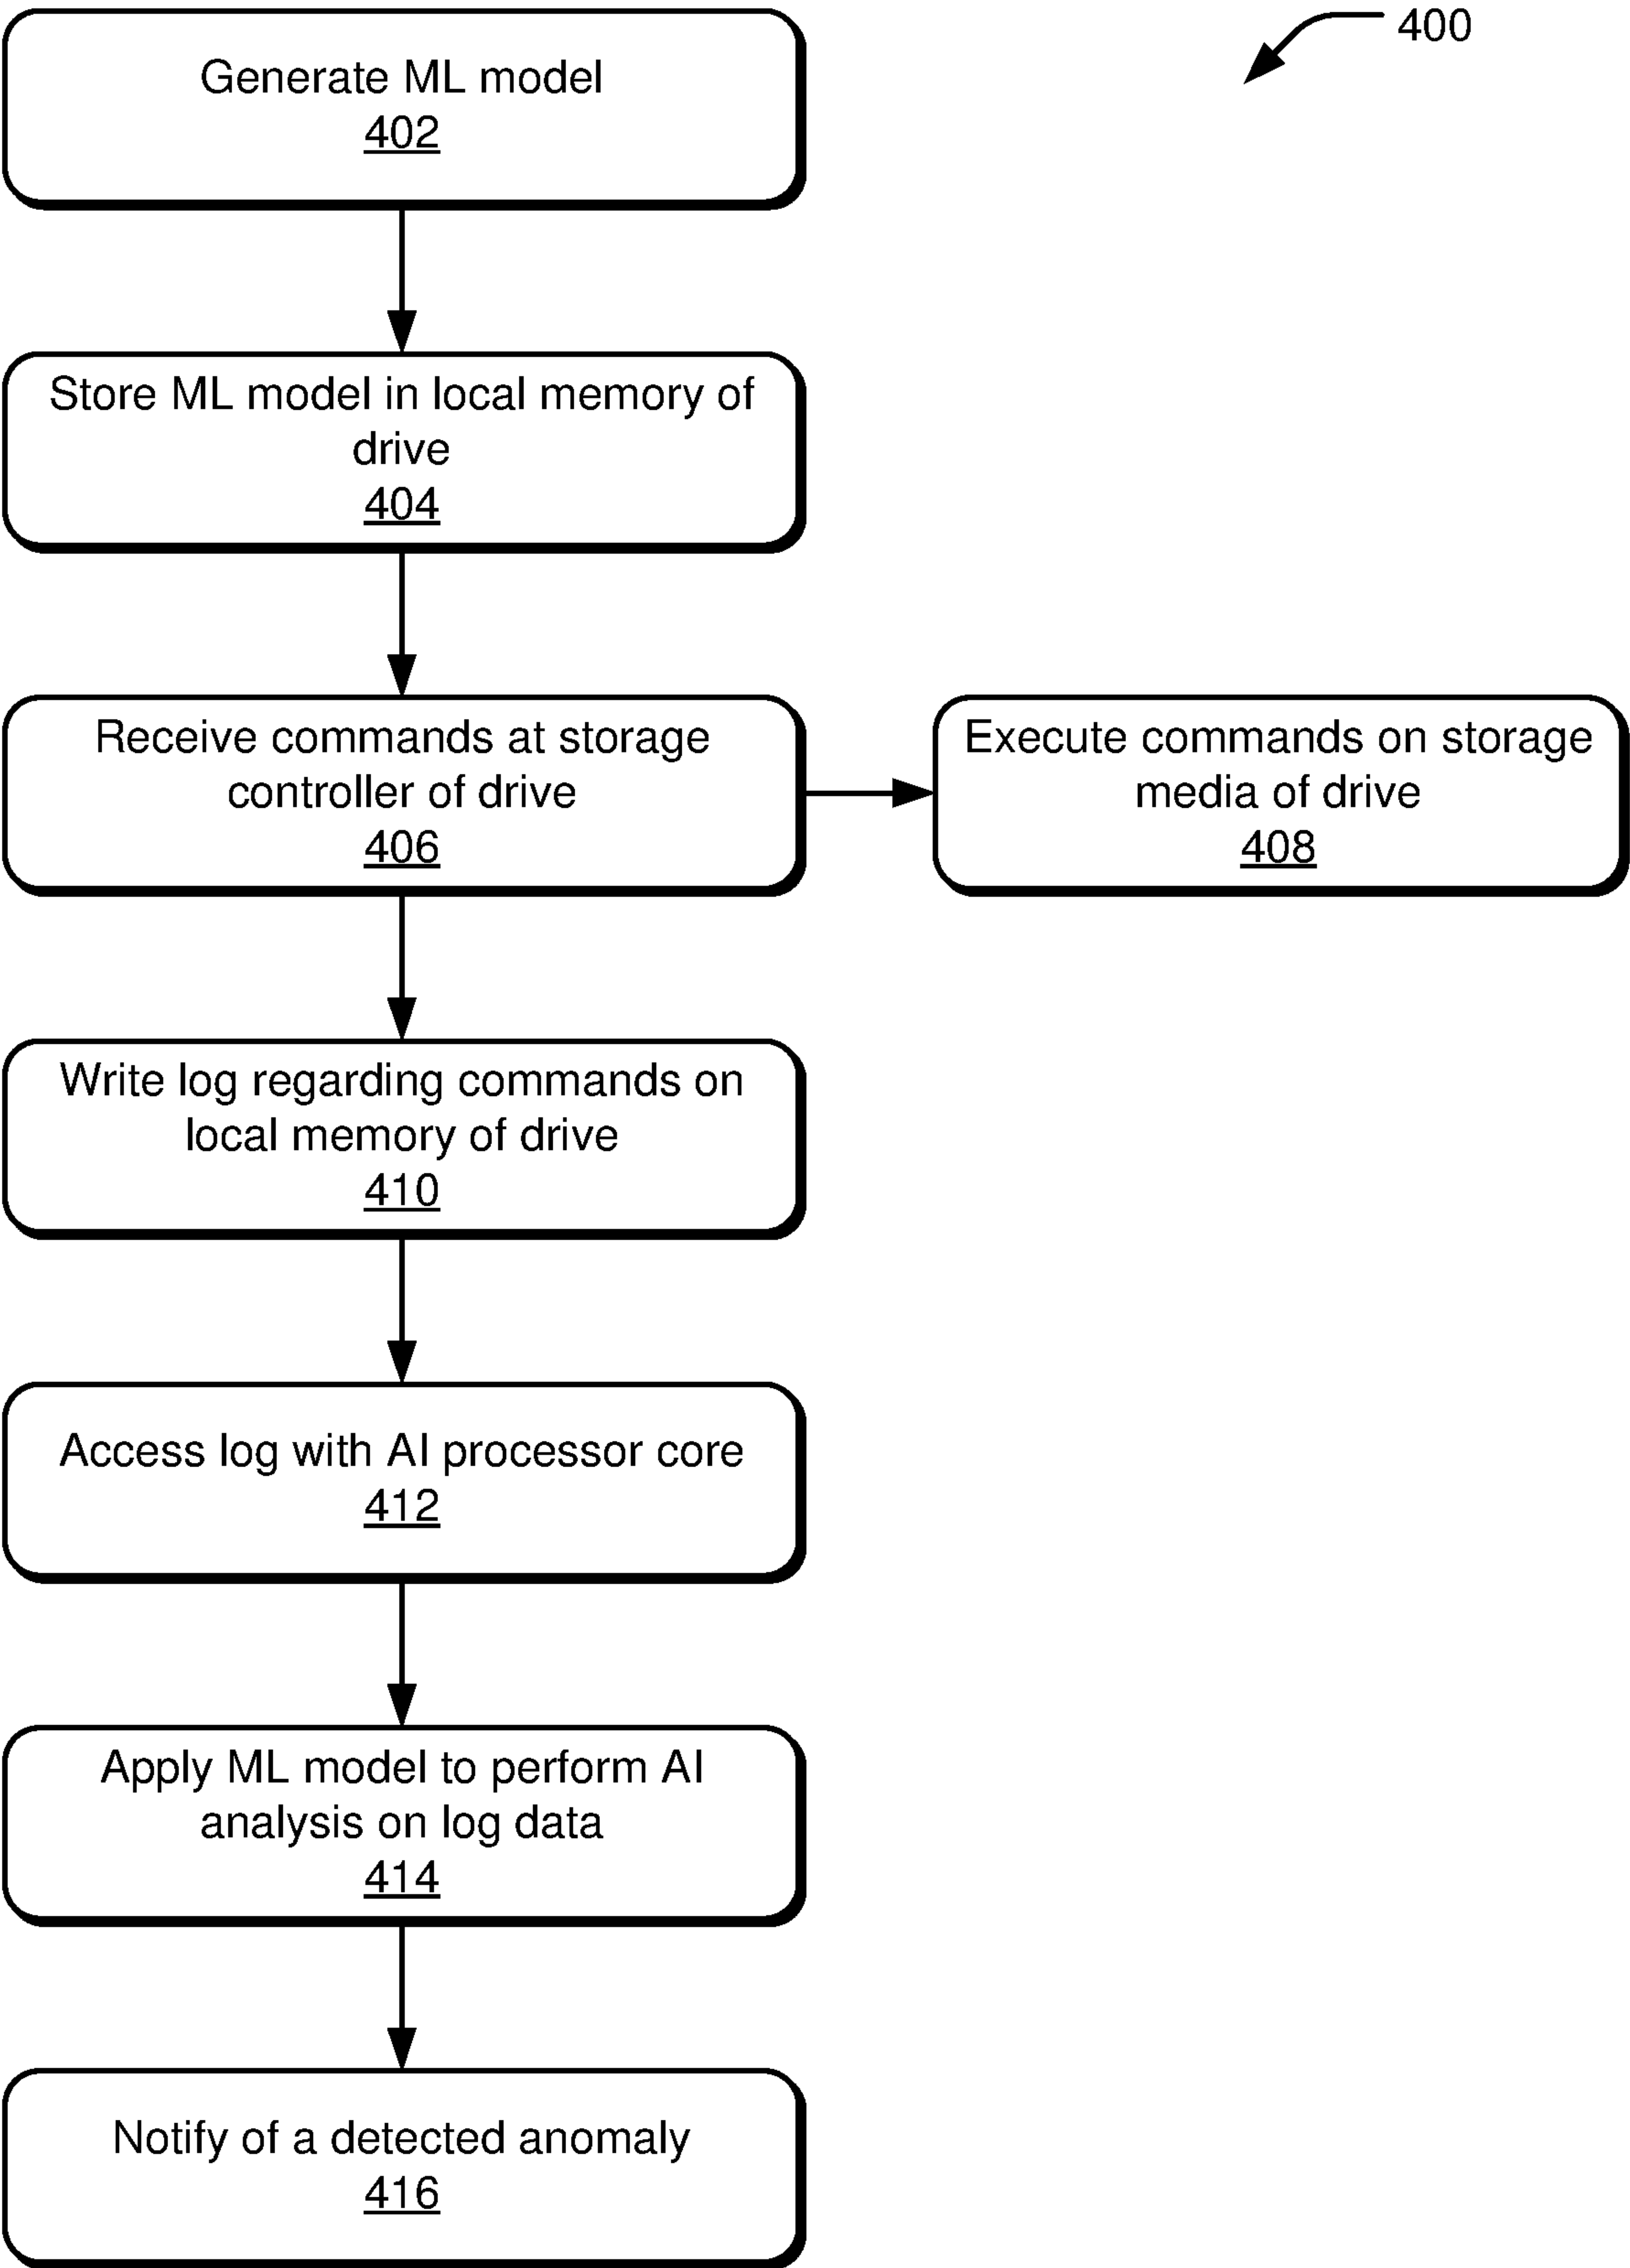 400
Generate ML model
402
Store ML model in local memory of
drive
404
Receive commands at storage
controller of drive
406
Execute commands on storage
media of drive
408
Write log regarding commands on
local memory of drive
410
Access log with AI processor core
412
Apply ML model to perform AI
analysis on log data
414
Notify of a detected anomaly
416